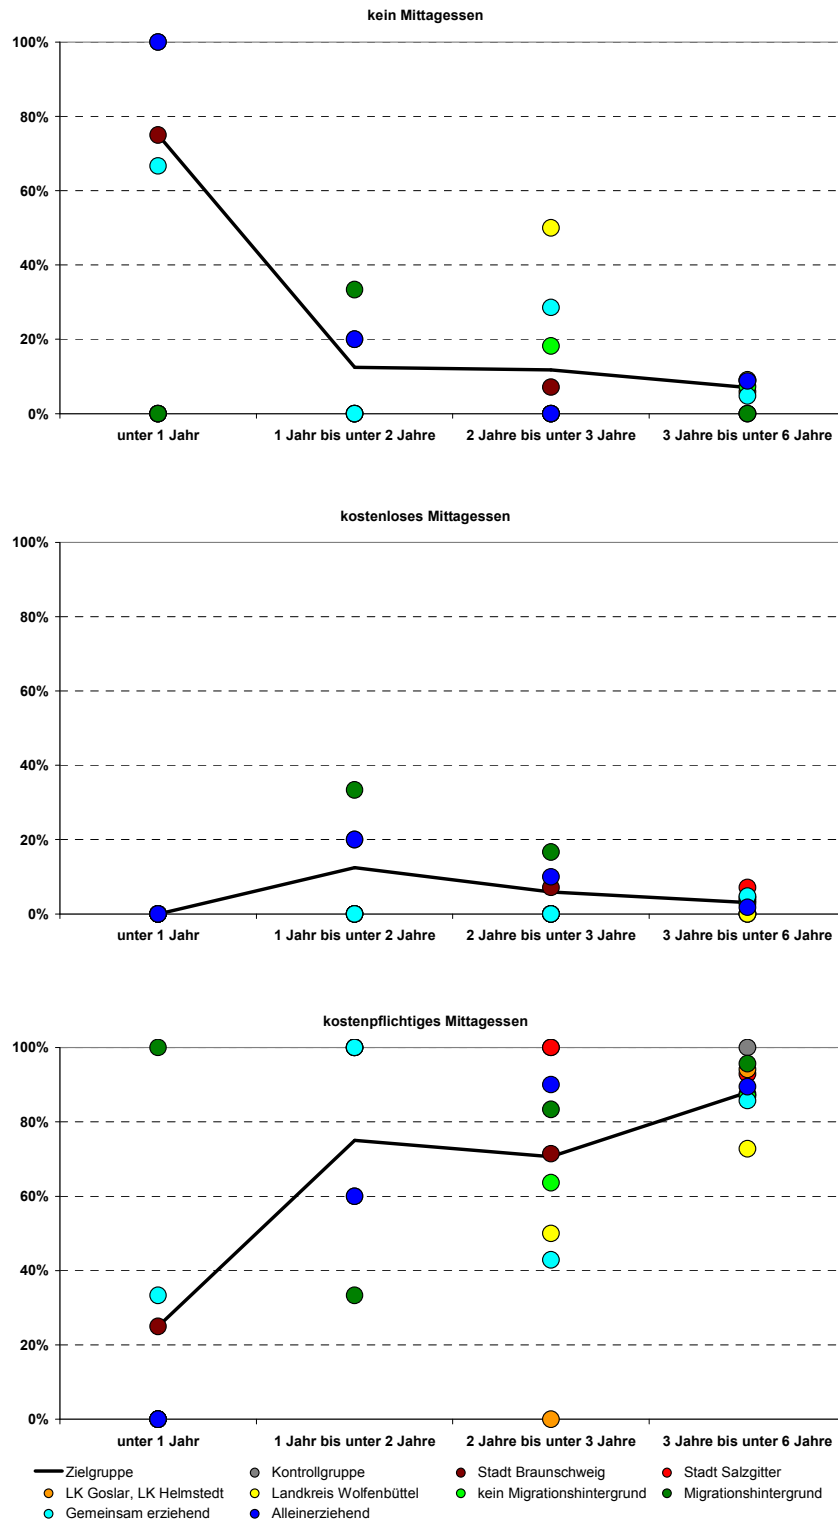 kein Mittagessen
100%
80%
60%
40%
20%
0%
unter 1 Jahr 1 Jahr bis unter 2 Jahre 2 Jahre bis unter 3 Jahre 3 Jahre bis unter 6 Jahre
kostenloses Mittagessen
100%
80%
60%
40%
20%
0%
unter 1 Jahr 1 Jahr bis unter 2 Jahre 2 Jahre bis unter 3 Jahre 3 Jahre bis unter 6 Jahre
kostenpflichtiges Mittagessen
100%
80%
60%
40%
20%
0%
unter 1 Jahr 1 Jahr bis unter 2 Jahre 2 Jahre bis unter 3 Jahre 3 Jahre bis unter 6 Jahre
Zielgruppe Kontrollgruppe Stadt Braunschweig Stadt Salzgitter
LK Goslar, LK Helmstedt Landkreis Wolfenbüttel kein Migrationshintergrund Migrationshintergrund
Gemeinsam erziehend Alleinerziehend